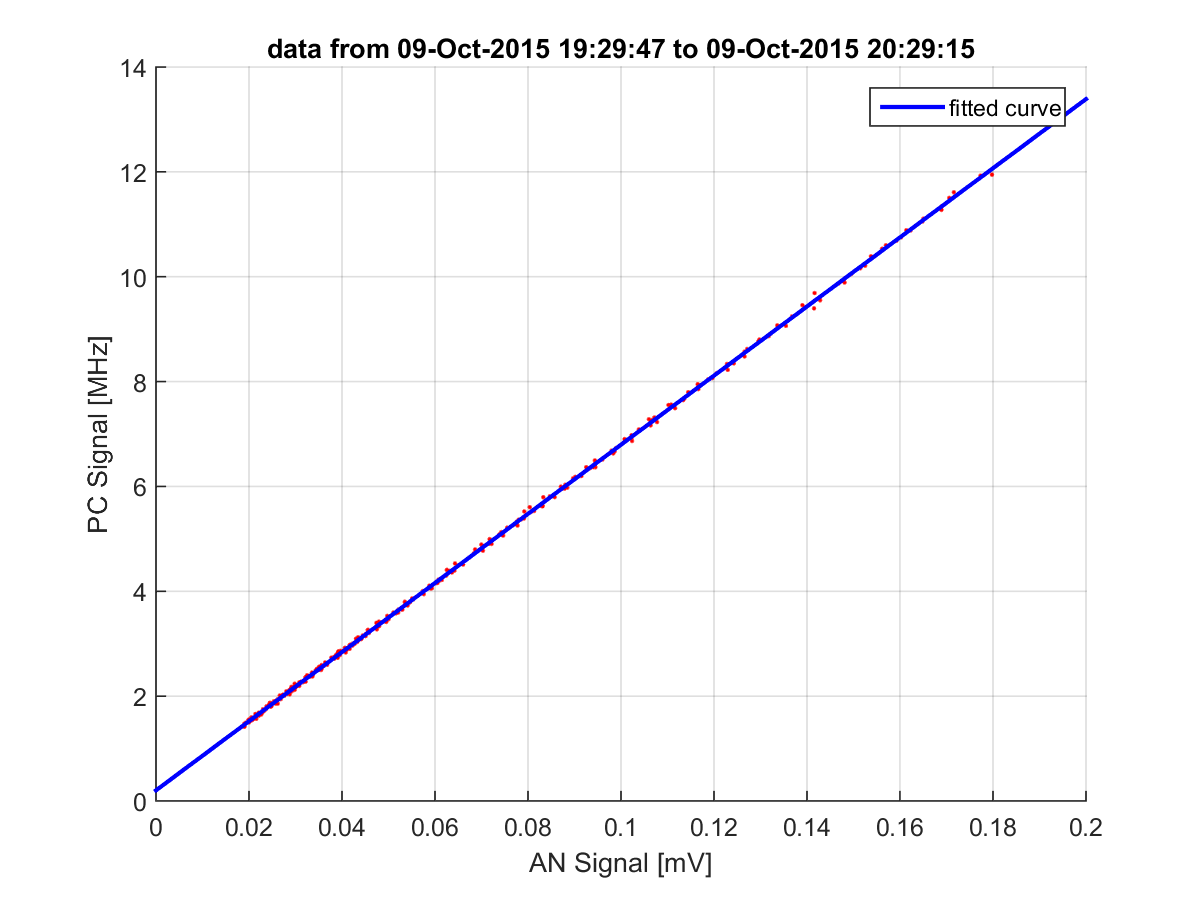 data from 09-Oct-2015 19:29:47 to 09-Oct-2015 20:29:15
fitted curve
PC Signal [MHz]
14
12
10
8
6
4
2
0
0 0.02 0.04 0.06 0.08 0.1 0.12 0.14 0.16 0.18 0.2
AN Signal [mV]